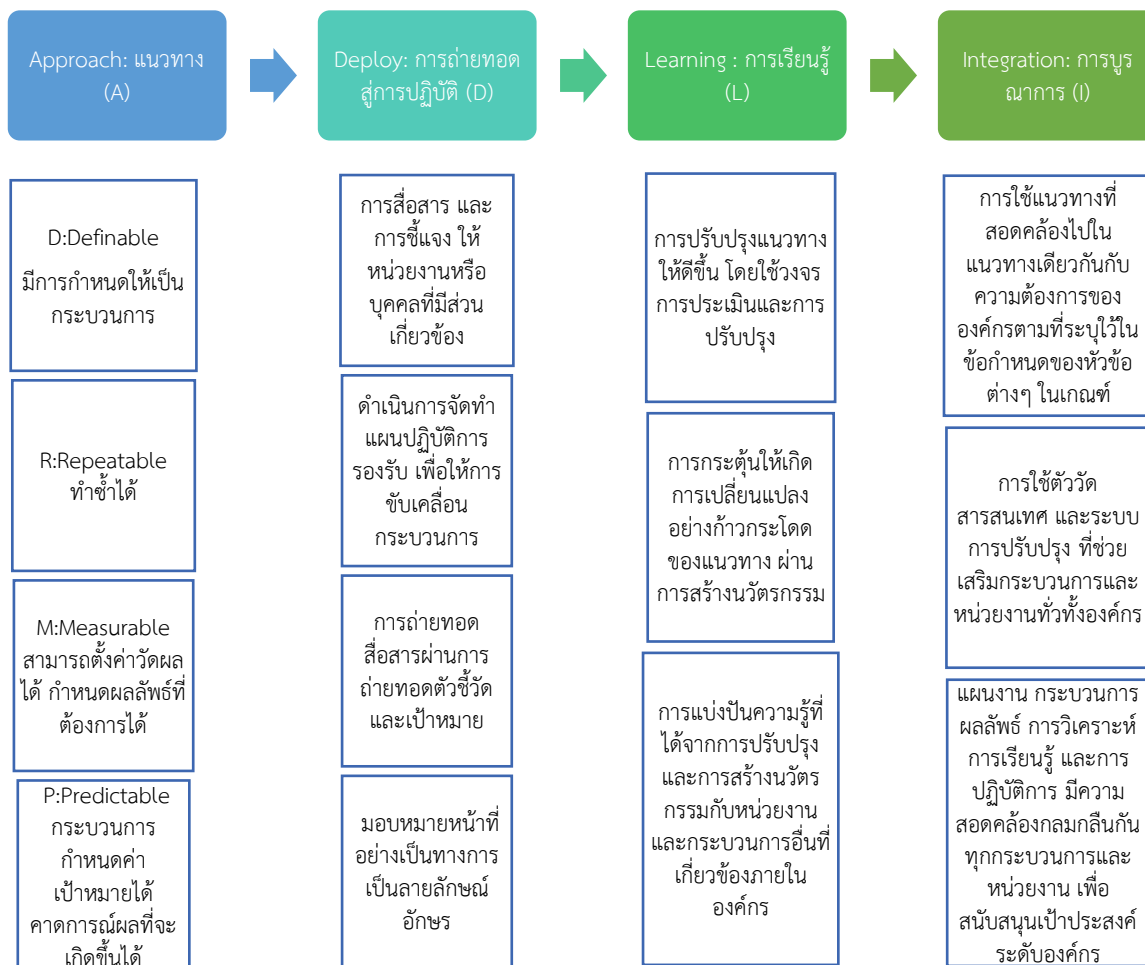 Approach: แนวทาง
(A)
Deploy: การถ่ายทอด
สู่การปฏิบัติ (D)
Learning : การเรียนรู้
(L)
Integration: การบูร
ณาการ (I)
D:Definable
มีการกำหนดให้เป็น
กระบวนการ
R:Repeatable
ทำซ้ำได้
M:Measurable
สามารถตั้งค่าวัดผล
ได้ กำหนดผลลัพธ์ที่
ต้องการได้
P:Predictable
กระบวนการ
กำหนดค่า
เป้าหมายได้
คาดการณ์ผลที่จะ
เกิดขึ้นได้
การสื่อสาร และ
การชี้แจง ให้
หน่วยงานหรือ
บุคคลที่มีส่วน
เกี่ยวข้อง
ดำเนินการจัดทำ
แผนปฏิบัติการ
รองรับ เพื่อให้การ
ขับเคลื่อน
กระบวนการ
การถ่ายทอด
สื่อสารผ่านการ
ถ่ายทอดตัวชี้วัด
และเป้าหมาย
มอบหมายหน้าที่
อย่างเป็นทางการ
เป็นลายลักษณ์
อักษร
การปรับปรุงแนวทาง
ให้ดีขึ้น โดยใช้วงจร
การประเมินและการ
ปรับปรุง
การกระตุ้นให้เกิด
การเปลี่ยนแปลง
อย่างก้าวกระโดด
ของแนวทาง ผ่าน
การสร้างนวัตรกรรม
การแบ่งปันความรู้ที่
ได้จากการปรับปรุง
และการสร้างนวัตร
กรรมกับหน่วยงาน
และกระบวนการอื่นที่
เกี่ยวข้องภายใน
องค์กร
การใช้แนวทางที่
สอดคล้องไปใน
แนวทางเดียวกันกับ
ความต้องการของ
องค์กรตามที่ระบุใว้ใน
ข้อกำหนดของหัวข้อ
ต่างๆ ในเกณฑ์
การใช้ตัววัด
สารสนเทศ และระบบ
การปรับปรุง ที่ช่วย
เสริมกระบวนการและ
หน่วยงานทั่วทั้งองค์กร
แผนงาน กระบวนการ
ผลลัพธ์ การวิเคราะห์
การเรียนรู้ และการ
ปฏิบัติการ มีความ
สอดคล้องกลมกลืนกัน
ทุกกระบวนการและ
หน่วยงาน เพื่อ
สนับสนุนเป้าประสงค์
ระดับองค์กร